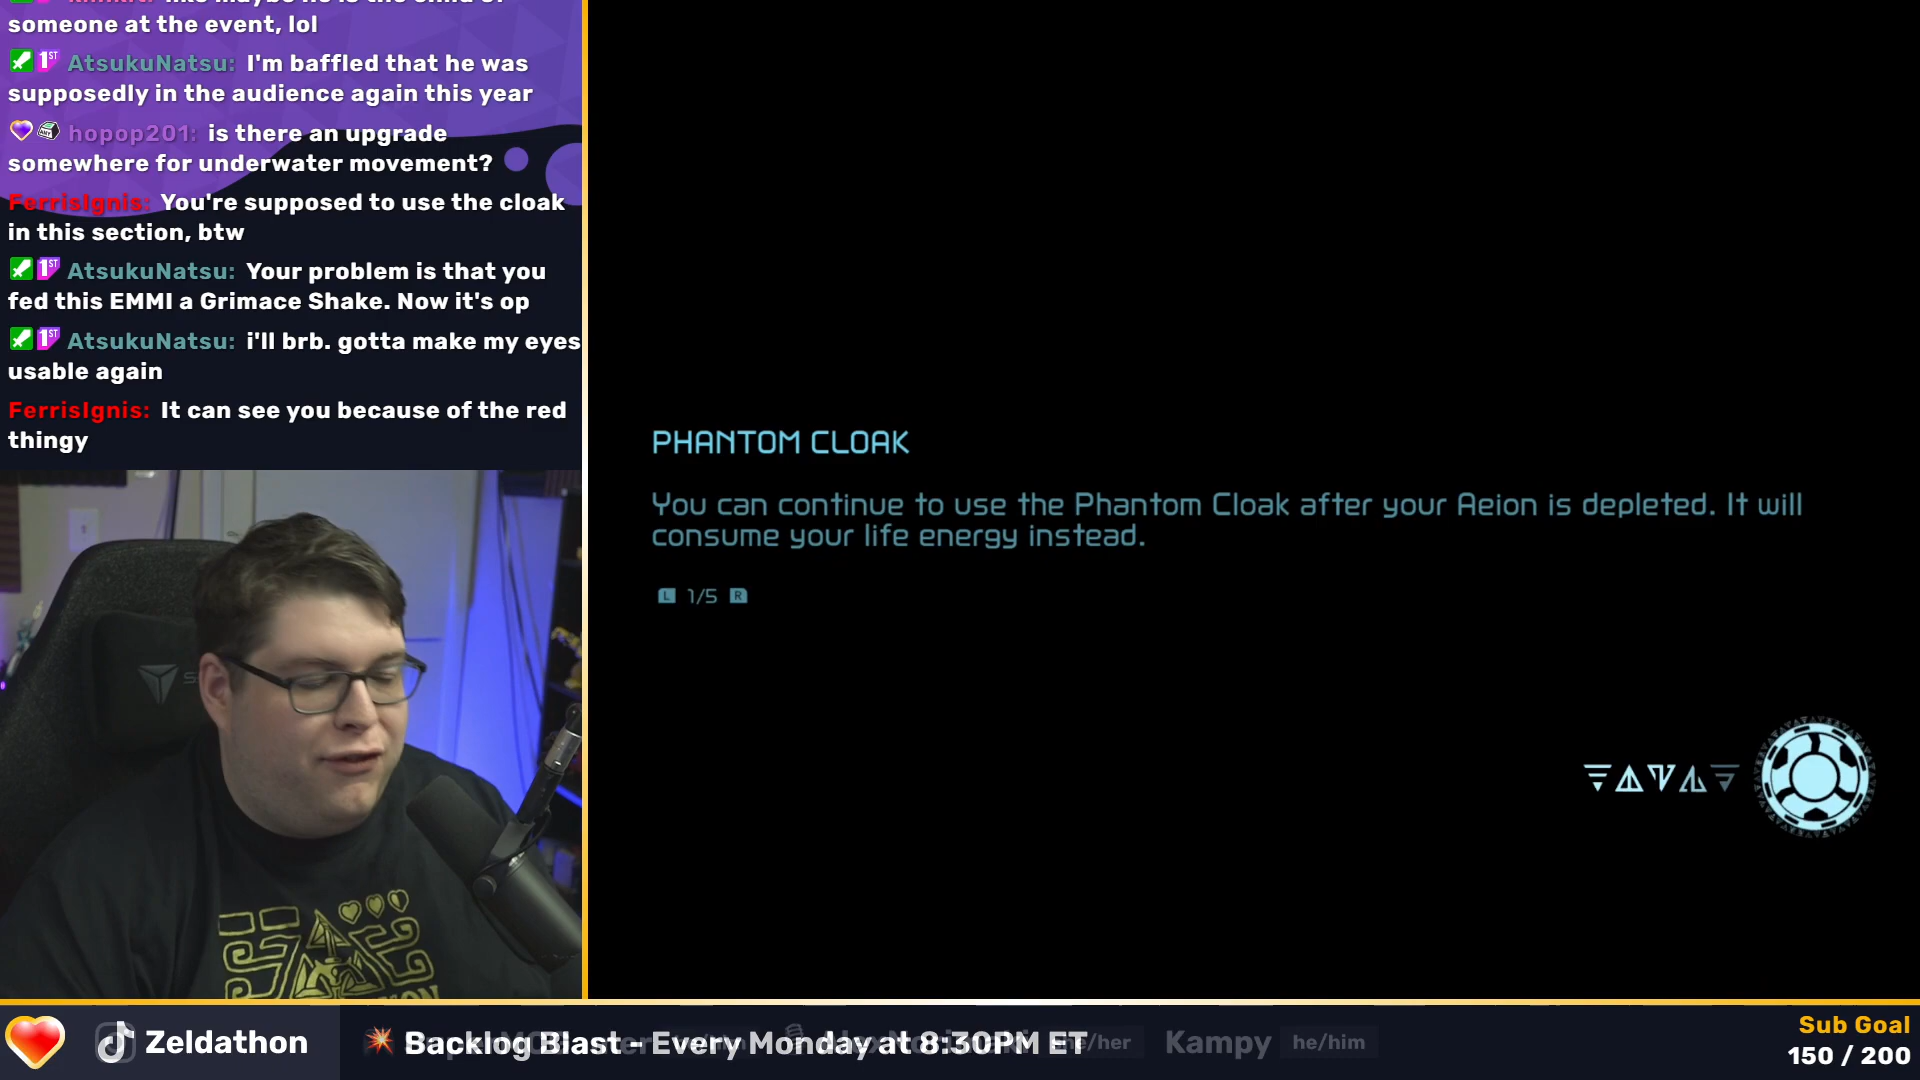 someone at the event, lol
AtsukuNatsu: I'm baffled that he was
supposedly in the audience again this year
hopop201: is there an upgrade
somewhere for underwater movement?
FerrisIgnis: You're supposed to use the cloak
in this section, btw
AtsukuNatsu: Your problem is that you
fed this EMMI a Grimace Shake. Now it's op
AtsukuNatsu: i'll brb. gotta make my eyes
usable again
FerrisIgnis: It can see you because of the red
thingy
PHANTOM CLOAK
You can continue to use the Phantom Cloak after your Aeion is depleted. It will
consume your life energy instead.
L 1/5 R
Zeldathon
Backlog Blast - Every Monday at 8:30PM ET
Kampy he/him
Sub Goal
150 / 200